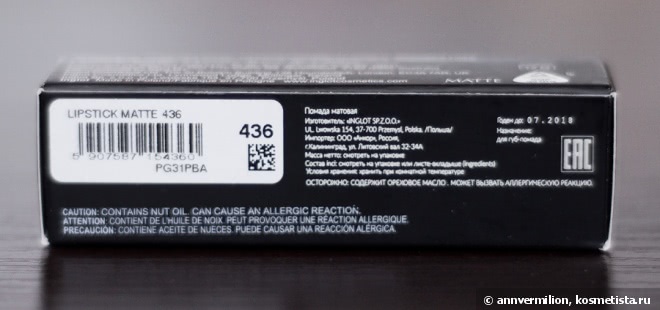 MATTE
LIPSTICK MATTE 436
436
5 907587 154360
PG31PBA
Помада матовая
Изготовитель: «INGLOT SP.Z.O.O.»
UL. Lwowska 154, 37-700 Przemysl, Polska. /Польша/
Импортер: ООО «Анкор», Россия,
г.Калининград, ул. Литовский вал 32-34А
Масса нетто: смотреть на упаковке
Состав: смотреть на упаковке или листе-вкладыше (ingredients)
Условия хранения: хранить при комнатной температуре
ОСТОРОЖНО: СОДЕРЖИТ ОРЕХОВОЕ МАСЛО . МОЖЕТ ВЫЗВАТЬ АЛЛЕРГИЧЕСКУЮ РЕАКЦИЮ.
Годен до: 07.2018
Назначение:
для губ-помада
EAC
CAUTION: CONTAINS NUT OIL. CAN CAUSE AN ALLERGIC REACTION.
ATTENTION: CONTIENT DE L'HUILE DE NOIX. PEUT PROVOQUER UNE RÉACTION ALLERGIQUE.
PRECAUCIÓN: CONTIENE ACEITE DE NUECES. PUEDE CAUSAR UNA REACCIÓN ALÉRGICA.
© annvermilion, kosmetista.ru